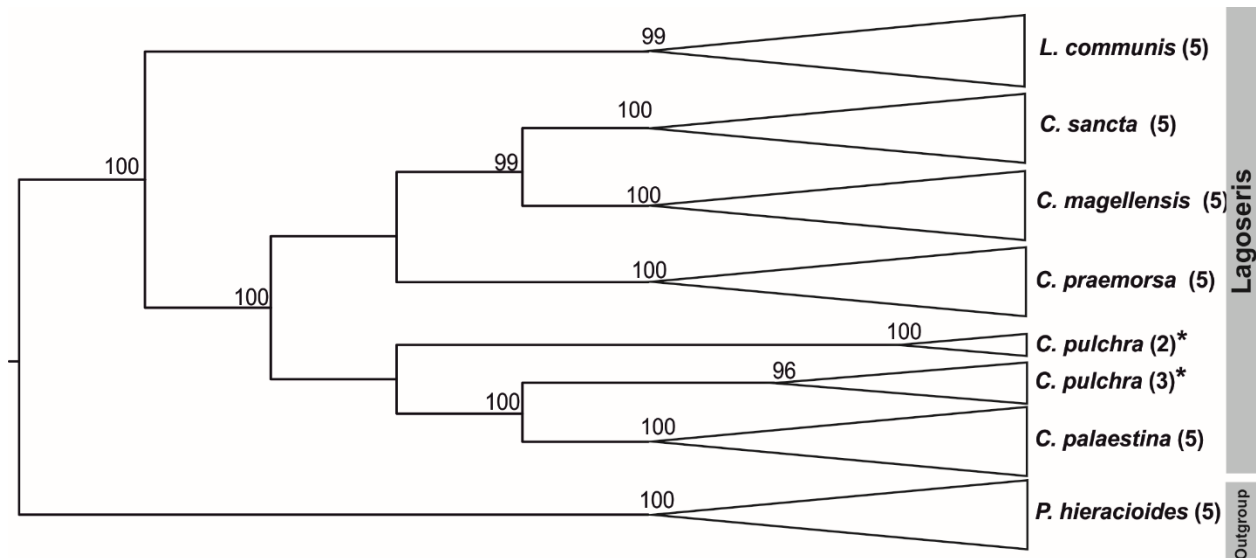 99
L. communis (5)
100
C. sancta (5)
100
99
100
C. magellensis (5)
100
C. praemorsa (5)
100
100
C. pulchra (2)*
96
C. pulchra (3)*
100
100
C. palaestina (5)
100
P. hieracioides (5)
Lagoseris
Outgroup